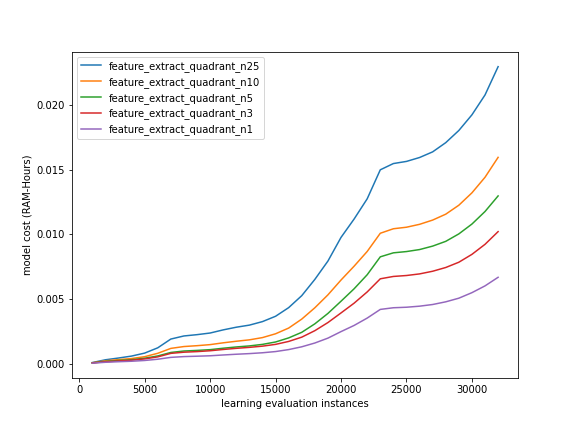 feature_extract_quadrant_n25
feature_extract_quadrant_n10
feature_extract_quadrant_n5
feature_extract_quadrant_n3
feature_extract_quadrant_n1
model cost (RAM-Hours)
0.020
0.015
0.010
0.005
0.000
0 5000 10000 15000 20000 25000 30000
learning evaluation instances